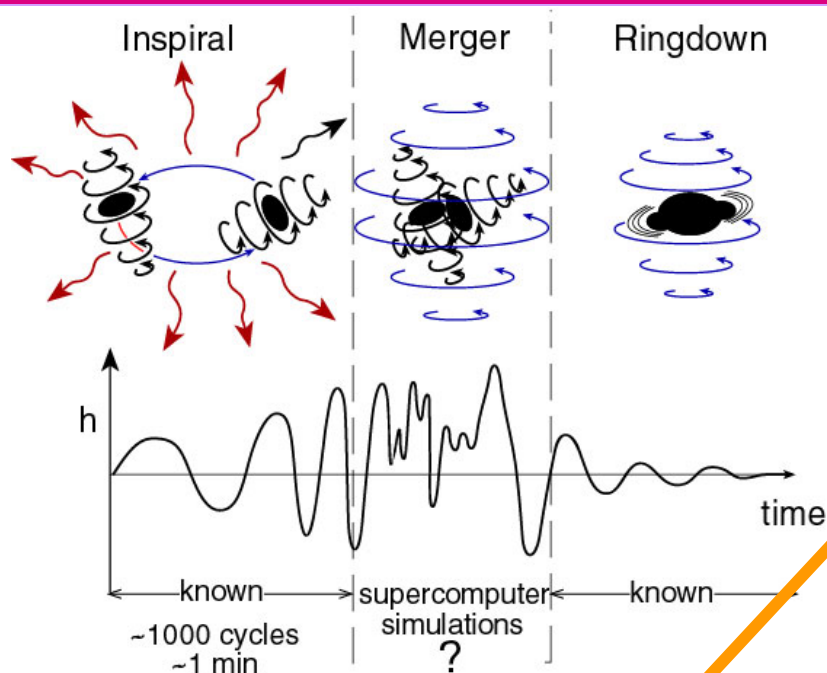 Inspiral
Merger
Ringdown
h
time
known
supercomputer
simulations
?
known
~1000 cycles
~1 min